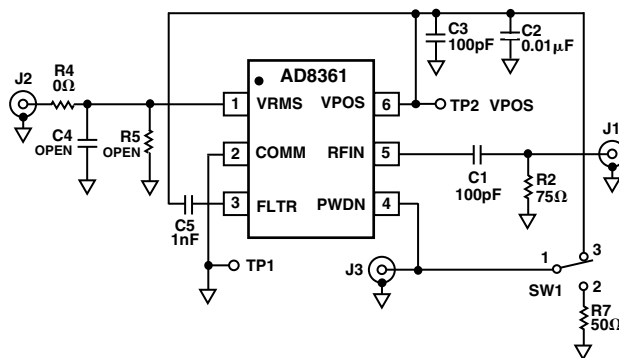 C3
100pF
C2
0.01µF
J2
R4
0Ω
AD8361
1
VRMS
VPOS
6
TP2 VPOS
C4
OPEN
R5
OPEN
2
COMM
RFIN
5
J1
C1
100pF
R2
75Ω
3
FLTR
PWDN
4
C5
1nF
TP1
J3
1
3
SW1
2
R7
50Ω